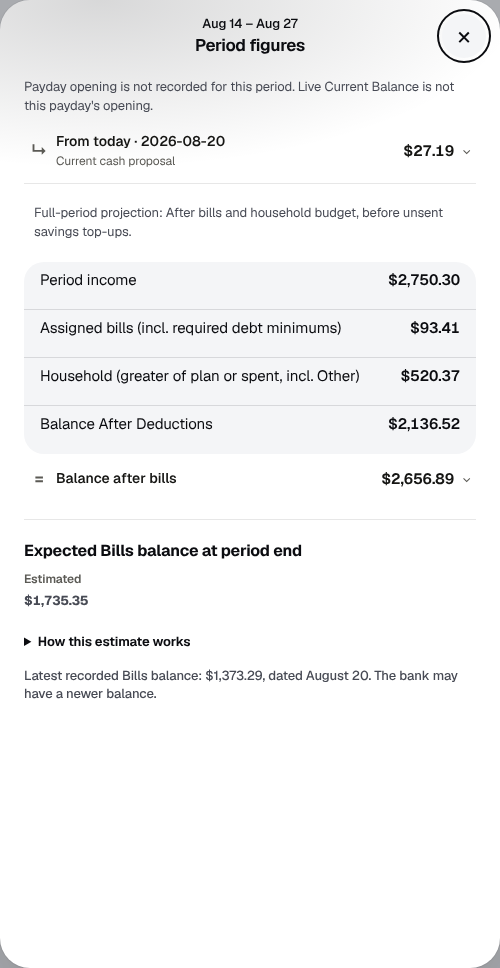 Aug 14 – Aug 27
Period figures
×
Payday opening is not recorded for this period. Live Current Balance is not
this payday's opening.
From today · 2026-08-20
$27.19
Current cash proposal
Full-period projection: After bills and household budget, before unsent
savings top-ups.
Period income $2,750.30
Assigned bills (incl. required debt minimums) $93.41
Household (greater of plan or spent, incl. Other) $520.37
Balance After Deductions $2,136.52
= Balance after bills $2,656.89
Expected Bills balance at period end
Estimated
$1,735.35
How this estimate works
Latest recorded Bills balance: $1,373.29, dated August 20. The bank may
have a newer balance.